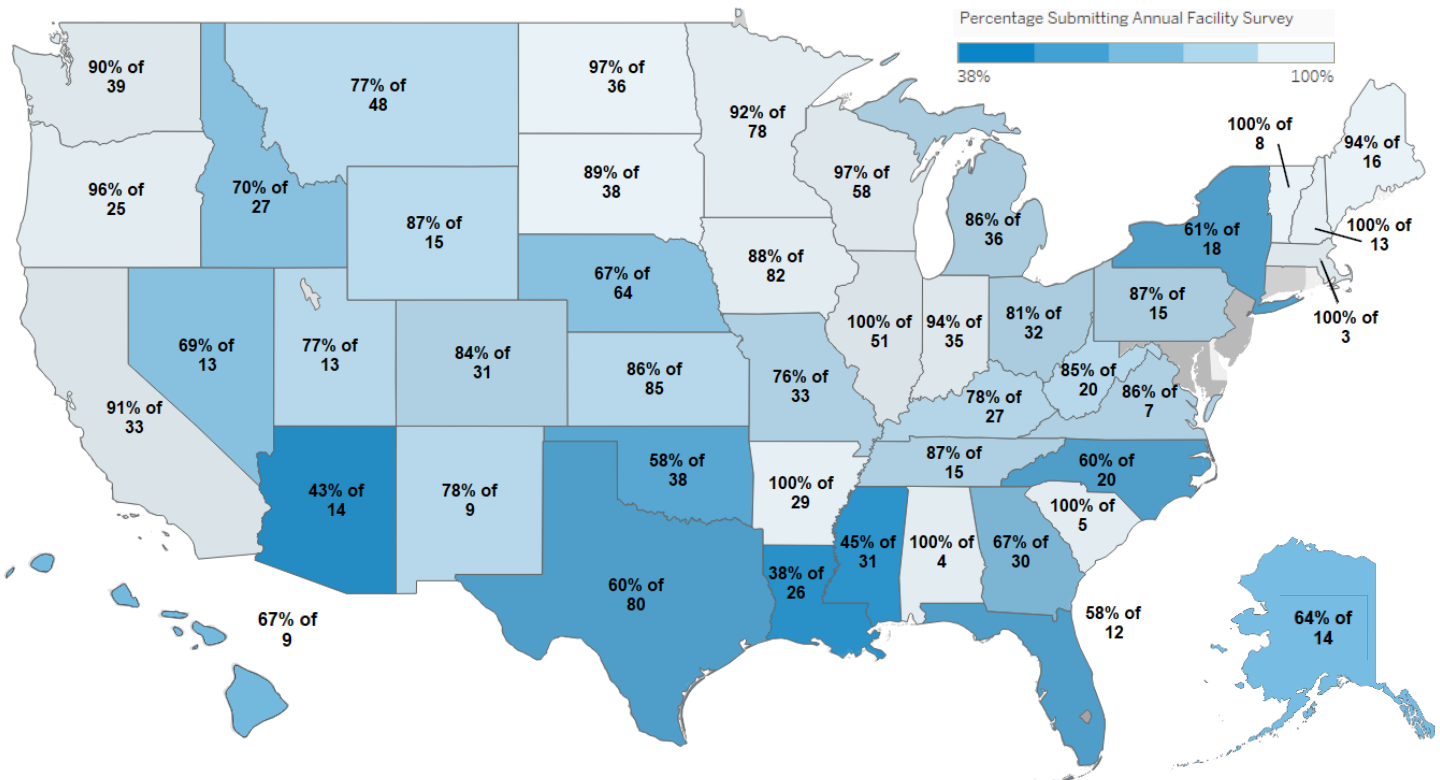 Percentage Submitting Annual Facility Survey
38%
100%
90% of
39
77% of
48
97% of
36
92% of
78
100% of
8
94% of
16
96% of
25
70% of
27
87% of
15
89% of
38
97% of
58
86% of
36
61% of
18
100% of
13
88% of
82
67% of
64
100% of
51
94% of
35
81% of
32
87% of
15
100% of
3
69% of
13
77% of
13
84% of
31
86% of
85
76% of
33
78% of
27
85% of
20
86% of
7
91% of
33
43% of
14
78% of
9
58% of
38
100% of
29
87% of
15
60% of
20
60% of
80
38% of
26
45% of
31
100% of
4
67% of
30
100% of
5
67% of
9
58% of
12
64% of
14